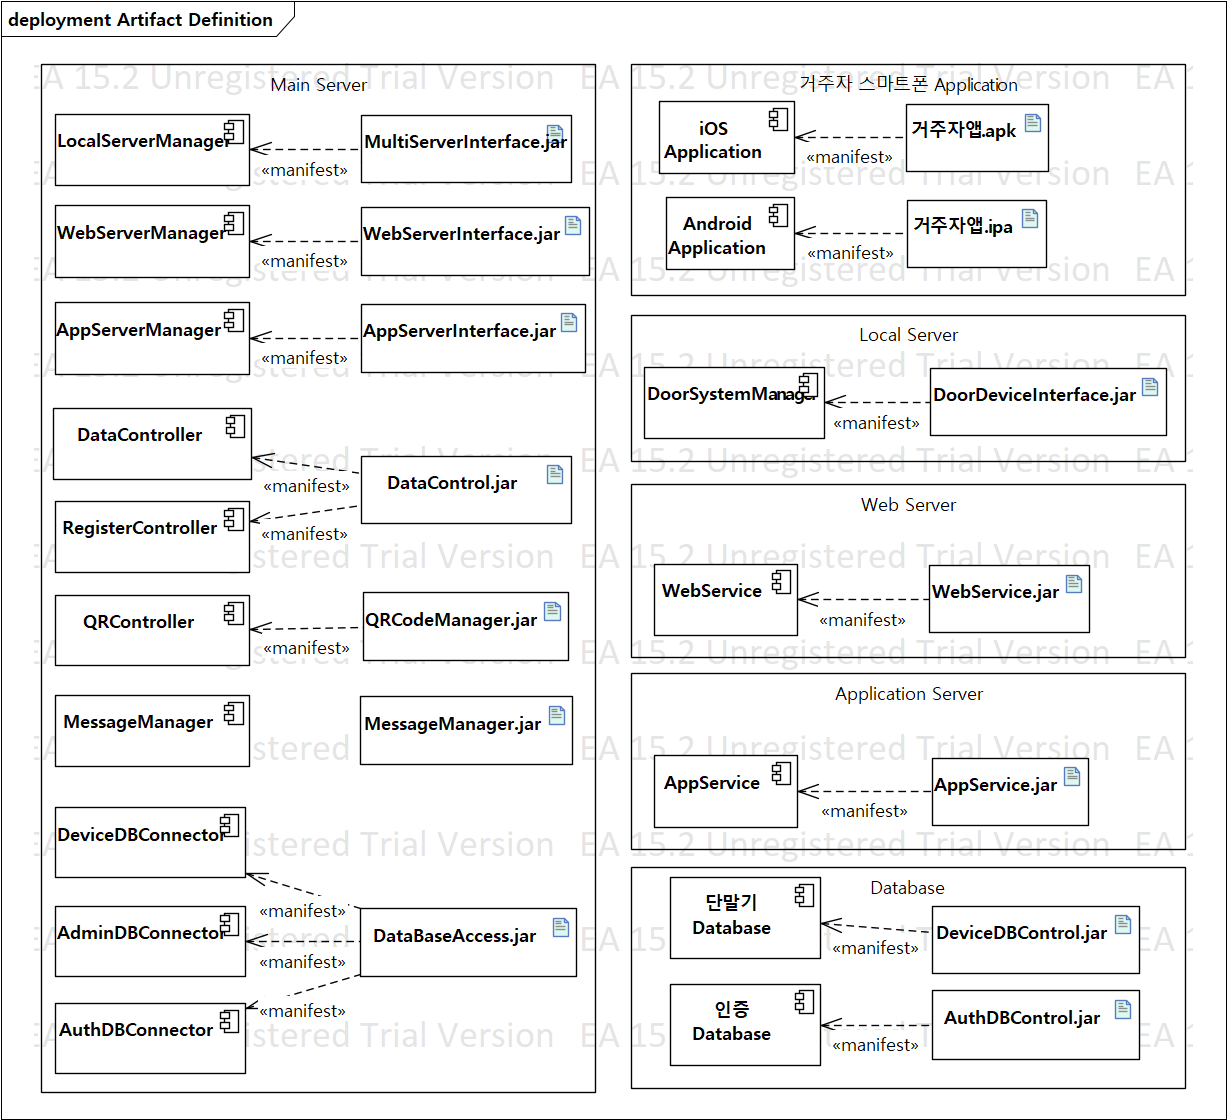 deployment Artifact Definition
EA 15.2 Unregistered Trial Version
Main Server
LocalServerManager
MultiServerInterface.jar
«manifest»
WebServerManager
WebServerInterface.jar
«manifest»
AppServerManager
AppServerInterface.jar
«manifest»
DataController
DataControl.jar
«manifest»
RegisterController
«manifest»
QRController
QRCodeManager.jar
«manifest»
MessageManager
MessageManager.jar
DeviceDBConnector
«manifest»
AdminDBConnector
DataBaseAccess.jar
«manifest»
AuthDBConnector
«manifest»
거주자 스마트폰 Application
iOS
Application
거주자앱.apk
«manifest»
Android
Application
거주자앱.ipa
«manifest»
Local Server
DoorSystemManager
DoorDeviceInterface.jar
«manifest»
Web Server
WebService
WebService.jar
«manifest»
Application Server
AppService
AppService.jar
«manifest»
Database
단말기
Database
DeviceDBControl.jar
«manifest»
인증
Database
AuthDBControl.jar
«manifest»